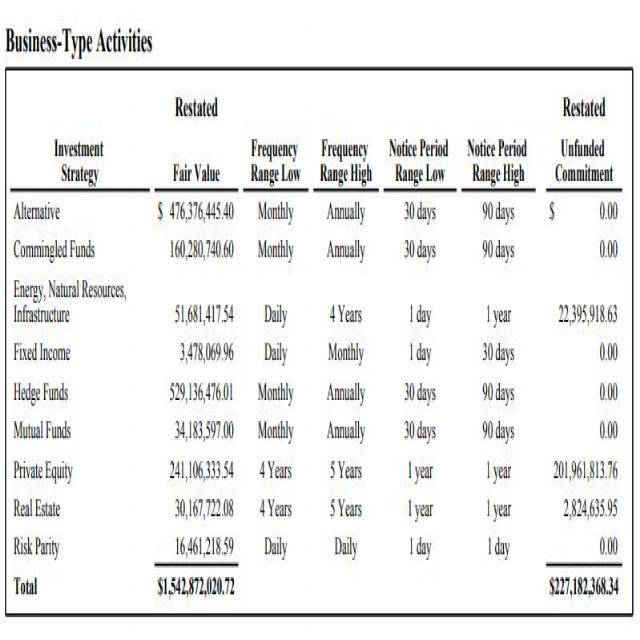 Business-Type Activities
Restated Restated
Investment Frequency Frequency Notice Period Notice Period Unfunded
Strategy Fair Value Range Low Range High Range Low Range High Commitment
Alternative $ 476,376,445.40 Monthly Annually 30 days 90 days $ 0.00
Commingled Funds 160,280,740.60 Monthly Annually 30 days 90 days 0.00
Energy, Natural Resources,
Infrastructure 51,681,417.54 Daily 4 Years 1 day 1 year 22,395,918.63
Fixed Income 3,478,069.96 Daily Monthly 1 day 30 days 0.00
Hedge Funds 529,136,476.01 Monthly Annually 30 days 90 days 0.00
Mutual Funds 34,183,597.00 Monthly Annually 30 days 90 days 0.00
Private Equity 241,106,333.54 4 Years 5 Years 1 year 1 year 201,961,813.76
Real Estate 30,167,722.08 4 Years 5 Years 1 year 1 year 2,824,635.95
Risk Parity 16,461,218.59 Daily Daily 1 day 1 day 0.00
Total $1,542,872,020.72 $227,182,368.34